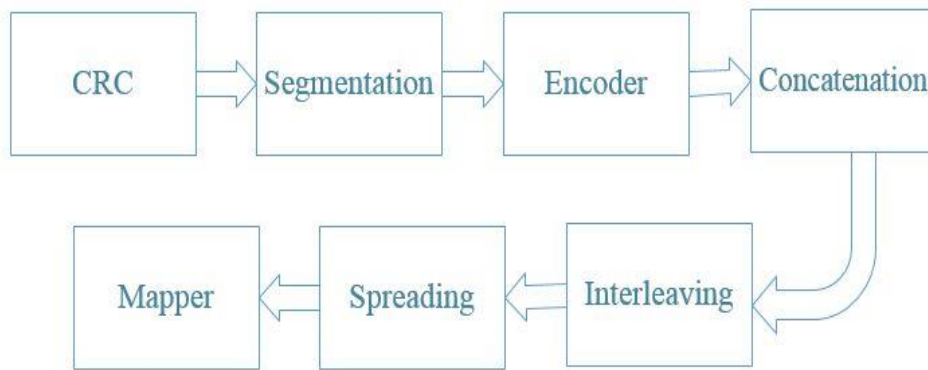 CRC
Segmentation
Encoder
Concatenation
Interleaving
Spreading
Mapper